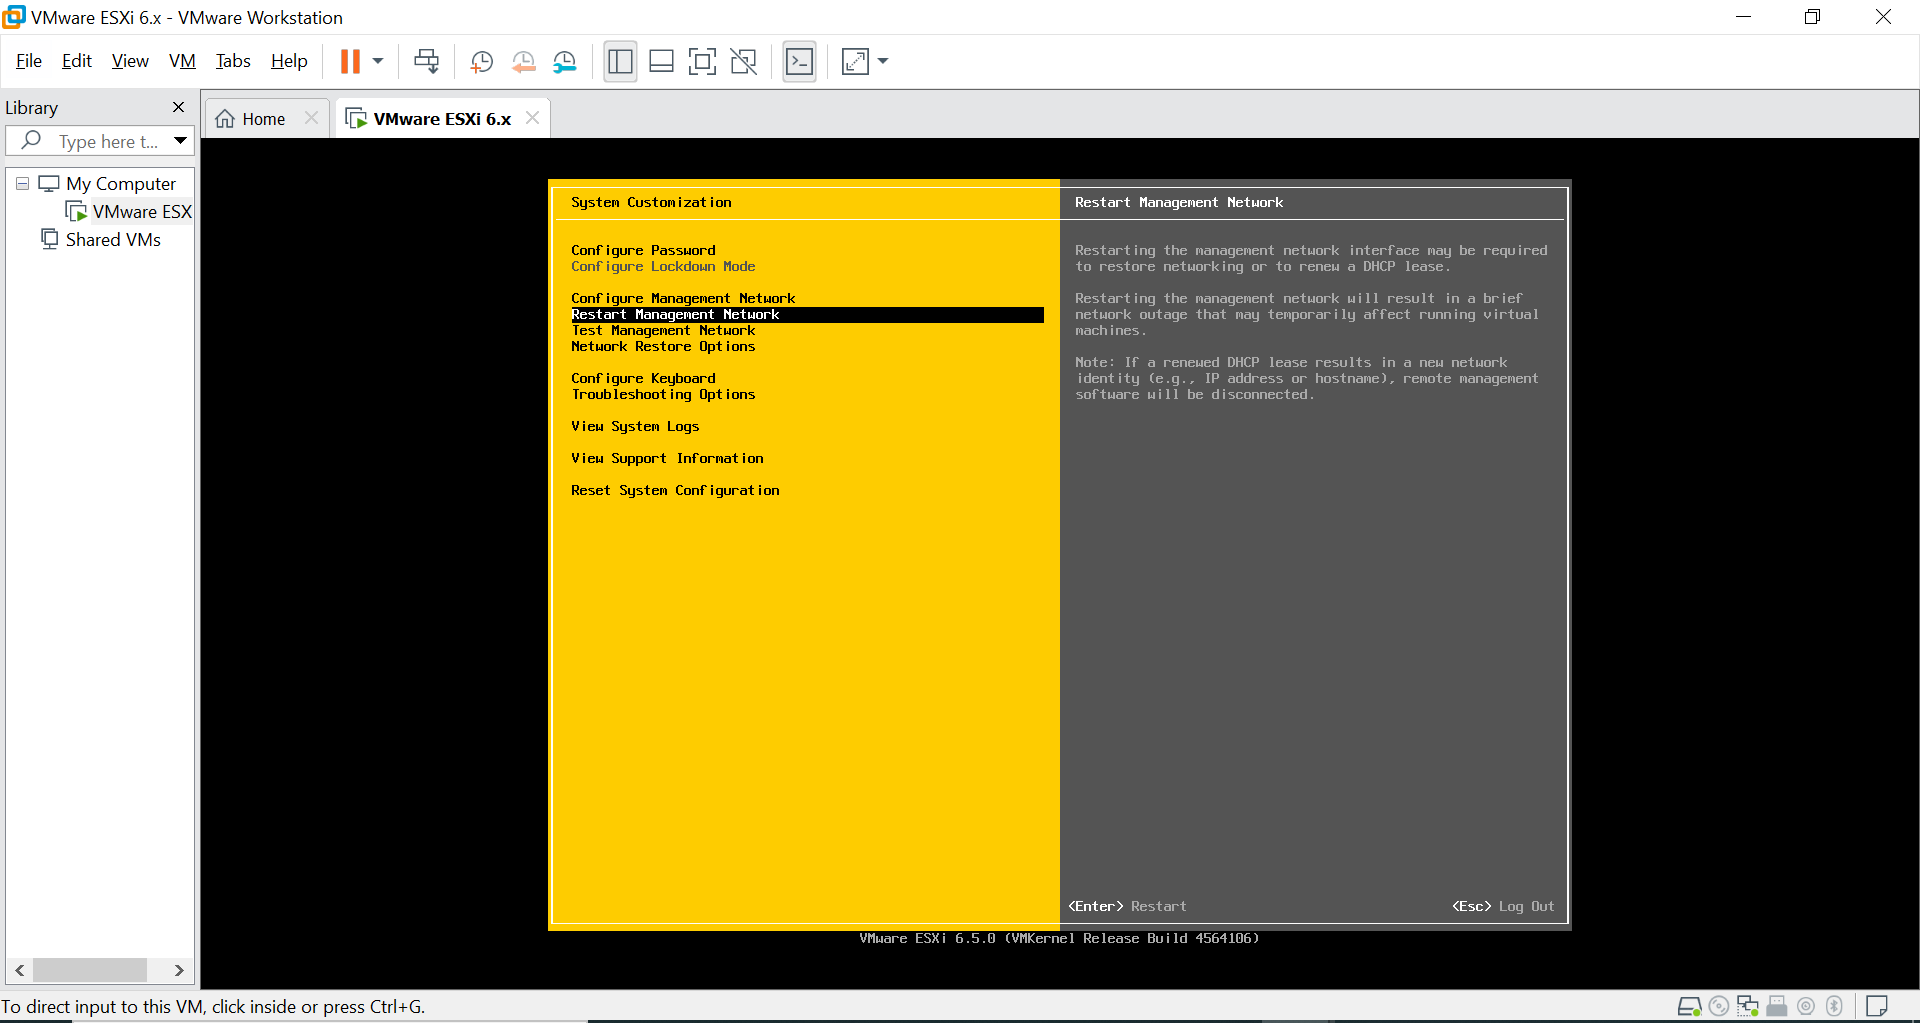 VMware ESXi 6.x - VMware Workstation
File Edit View VM Tabs Help
Library
Home
VMware ESXi 6.x
Type here t...
My Computer
VMware ESX
Shared VMs
System Customization
Configure Password
Configure Lockdown Mode
Configure Management Network
Restart Management Network
Test Management Network
Network Restore Options
Configure Keyboard
Troubleshooting Options
View System Logs
View Support Information
Reset System Configuration
Restart Management Network
Restarting the management network interface may be required
to restore networking or to renew a DHCP lease.
Restarting the management network will result in a brief
network outage that may temporarily affect running virtual
machines.
Note: If a renewed DHCP lease results in a new network
identity (e.g., IP address or hostname), remote management
software will be disconnected.
<Enter> Restart
<Esc> Log Out
VMware ESXi 6.5.0 (VMKernel Release Build 4564106)
To direct input to this VM, click inside or press Ctrl+G.